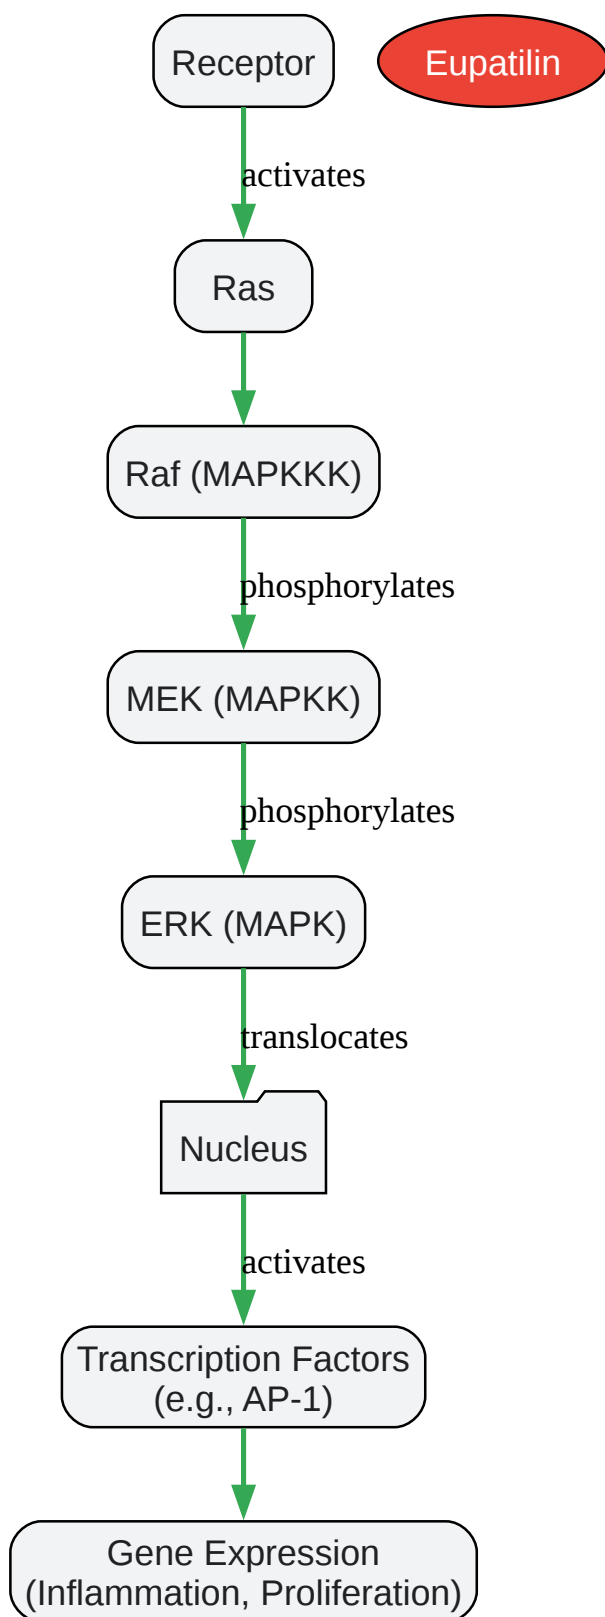 Receptor
Eupatilin
activates
Ras
Raf (MAPKKK)
phosphorylates
MEK (MAPKK)
phosphorylates
ERK (MAPK)
translocates
Nucleus
activates
Transcription Factors
(e.g., AP-1)
Gene Expression
(Inflammation, Proliferation)